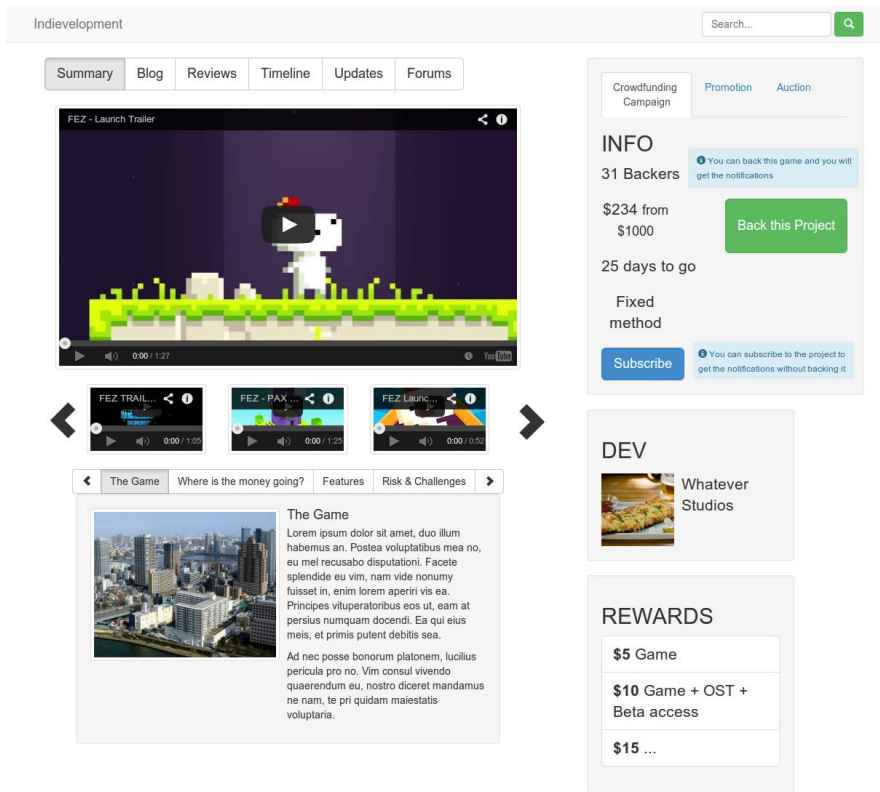 Indievelopment
Search...
Summary
Blog
Reviews
Timeline
Updates
Forums
FEZ - Launch Trailer
0:00 / 1:27
YouTube
FEZ TRAIL...
0:00 / 1:05
FEZ - PAX ...
0:00 / 1:25
FEZ Launc...
0:00 / 0:52
The Game
Where is the money going?
Features
Risk & Challenges
The Game
Lorem ipsum dolor sit amet, duo illum
habemus an. Postea voluptatibus mea no,
eu mel recusabo disputationi. Facete
splendide eu vim, nam vide nonumy
fuisset in, enim lorem aperiri vis ea.
Principes vituperatoribus eos ut, eam at
persius numquam docendi. Ea qui eius
meis, et primis putent debitis sea.
Ad nec posse bonorum platonem, lucilius
pericula pro no. Vim consul vivendo
quaerendum eu, nostro diceret mandamus
ne nam, te pri quidam maiestatis
voluptaria.
Crowdfunding
Campaign
Promotion
Auction
INFO
31 Backers
You can back this game and you will
get the notifications
$234 from
$1000
Back this Project
25 days to go
Fixed
method
Subscribe
You can subscribe to the project to
get the notifications without backing it
DEV
Whatever
Studios
REWARDS
$5 Game
$10 Game + OST +
Beta access
$15 ...